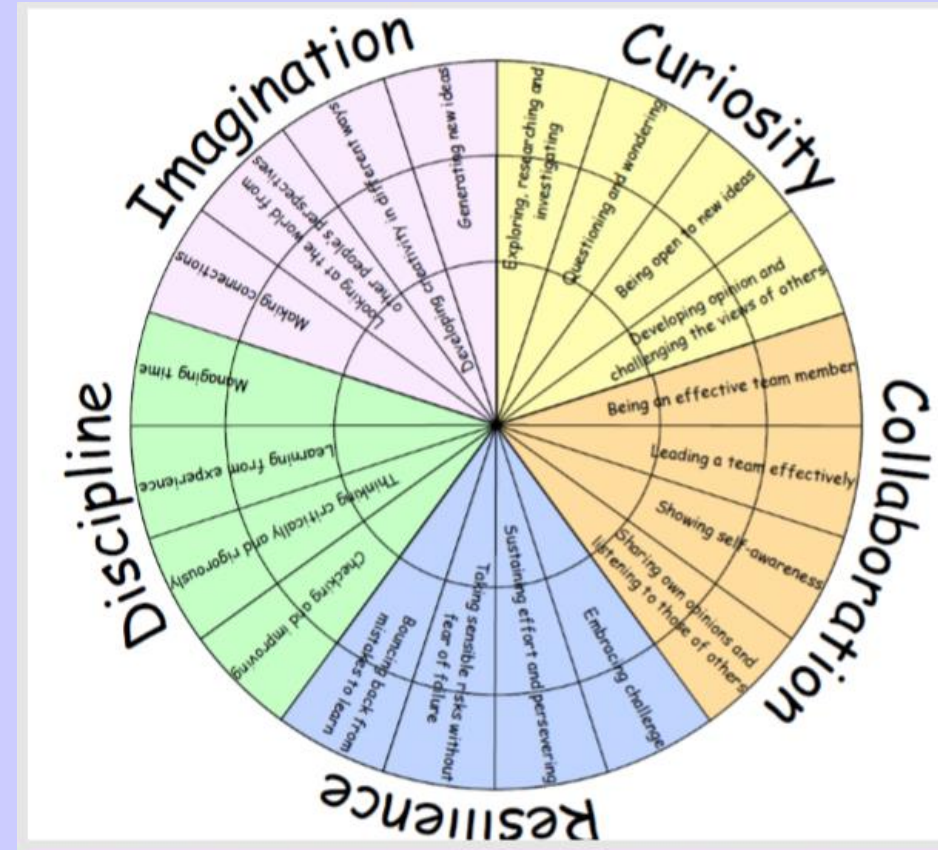 Curiosity
Exploring, researching and
investigating
Questioning and wondering
Being open to new ideas
Developing opinion and
challenging the views of others
Collaboration
Being an effective team member
Leading a team effectively
Showing self-awareness
Sharing own opinions and
listening to those of others
Resilience
Embracing challenge
Sustaining effort and persevering
Taking sensible risks without
fear of failure
Bouncing back from
mistakes to learn
Discipline
Checking and improving
Thinking critically and rigorously
Learning from experience
Managing time
Imagination
Making connections
Looking at the world from
other people's perspectives
Developing creativity in different ways
Generating new ideas